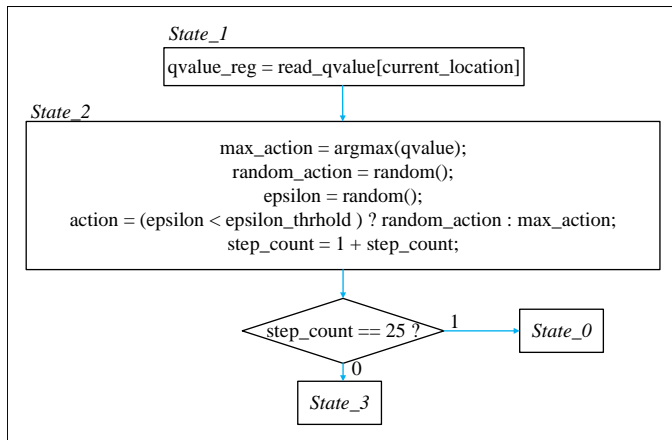 State_1
qvalue_reg = read_qvalue[current_location]
State_2
max_action = argmax(qvalue);
random_action = random();
epsilon = random();
action = (epsilon < epsilon_thrhold ) ? random_action : max_action;
step_count = 1 + step_count;
step_count == 25 ?
1
State_0
0
State_3